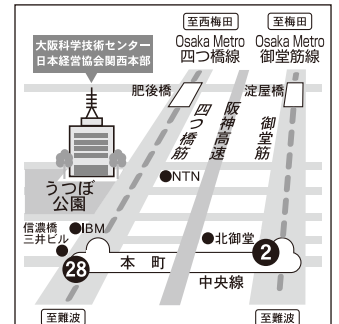 至西梅田
至梅田
大阪科学技術センター
日本経営協会関西本部
Osaka Metro
四つ橋線
Osaka Metro
御堂筋線
肥後橋
淀屋橋
四つ橋筋
阪神高速
御堂筋
NTN
うつぼ
公園
信濃橋
三井ビル
IBM
北御堂
28
本町
2
中央線
至難波
至難波